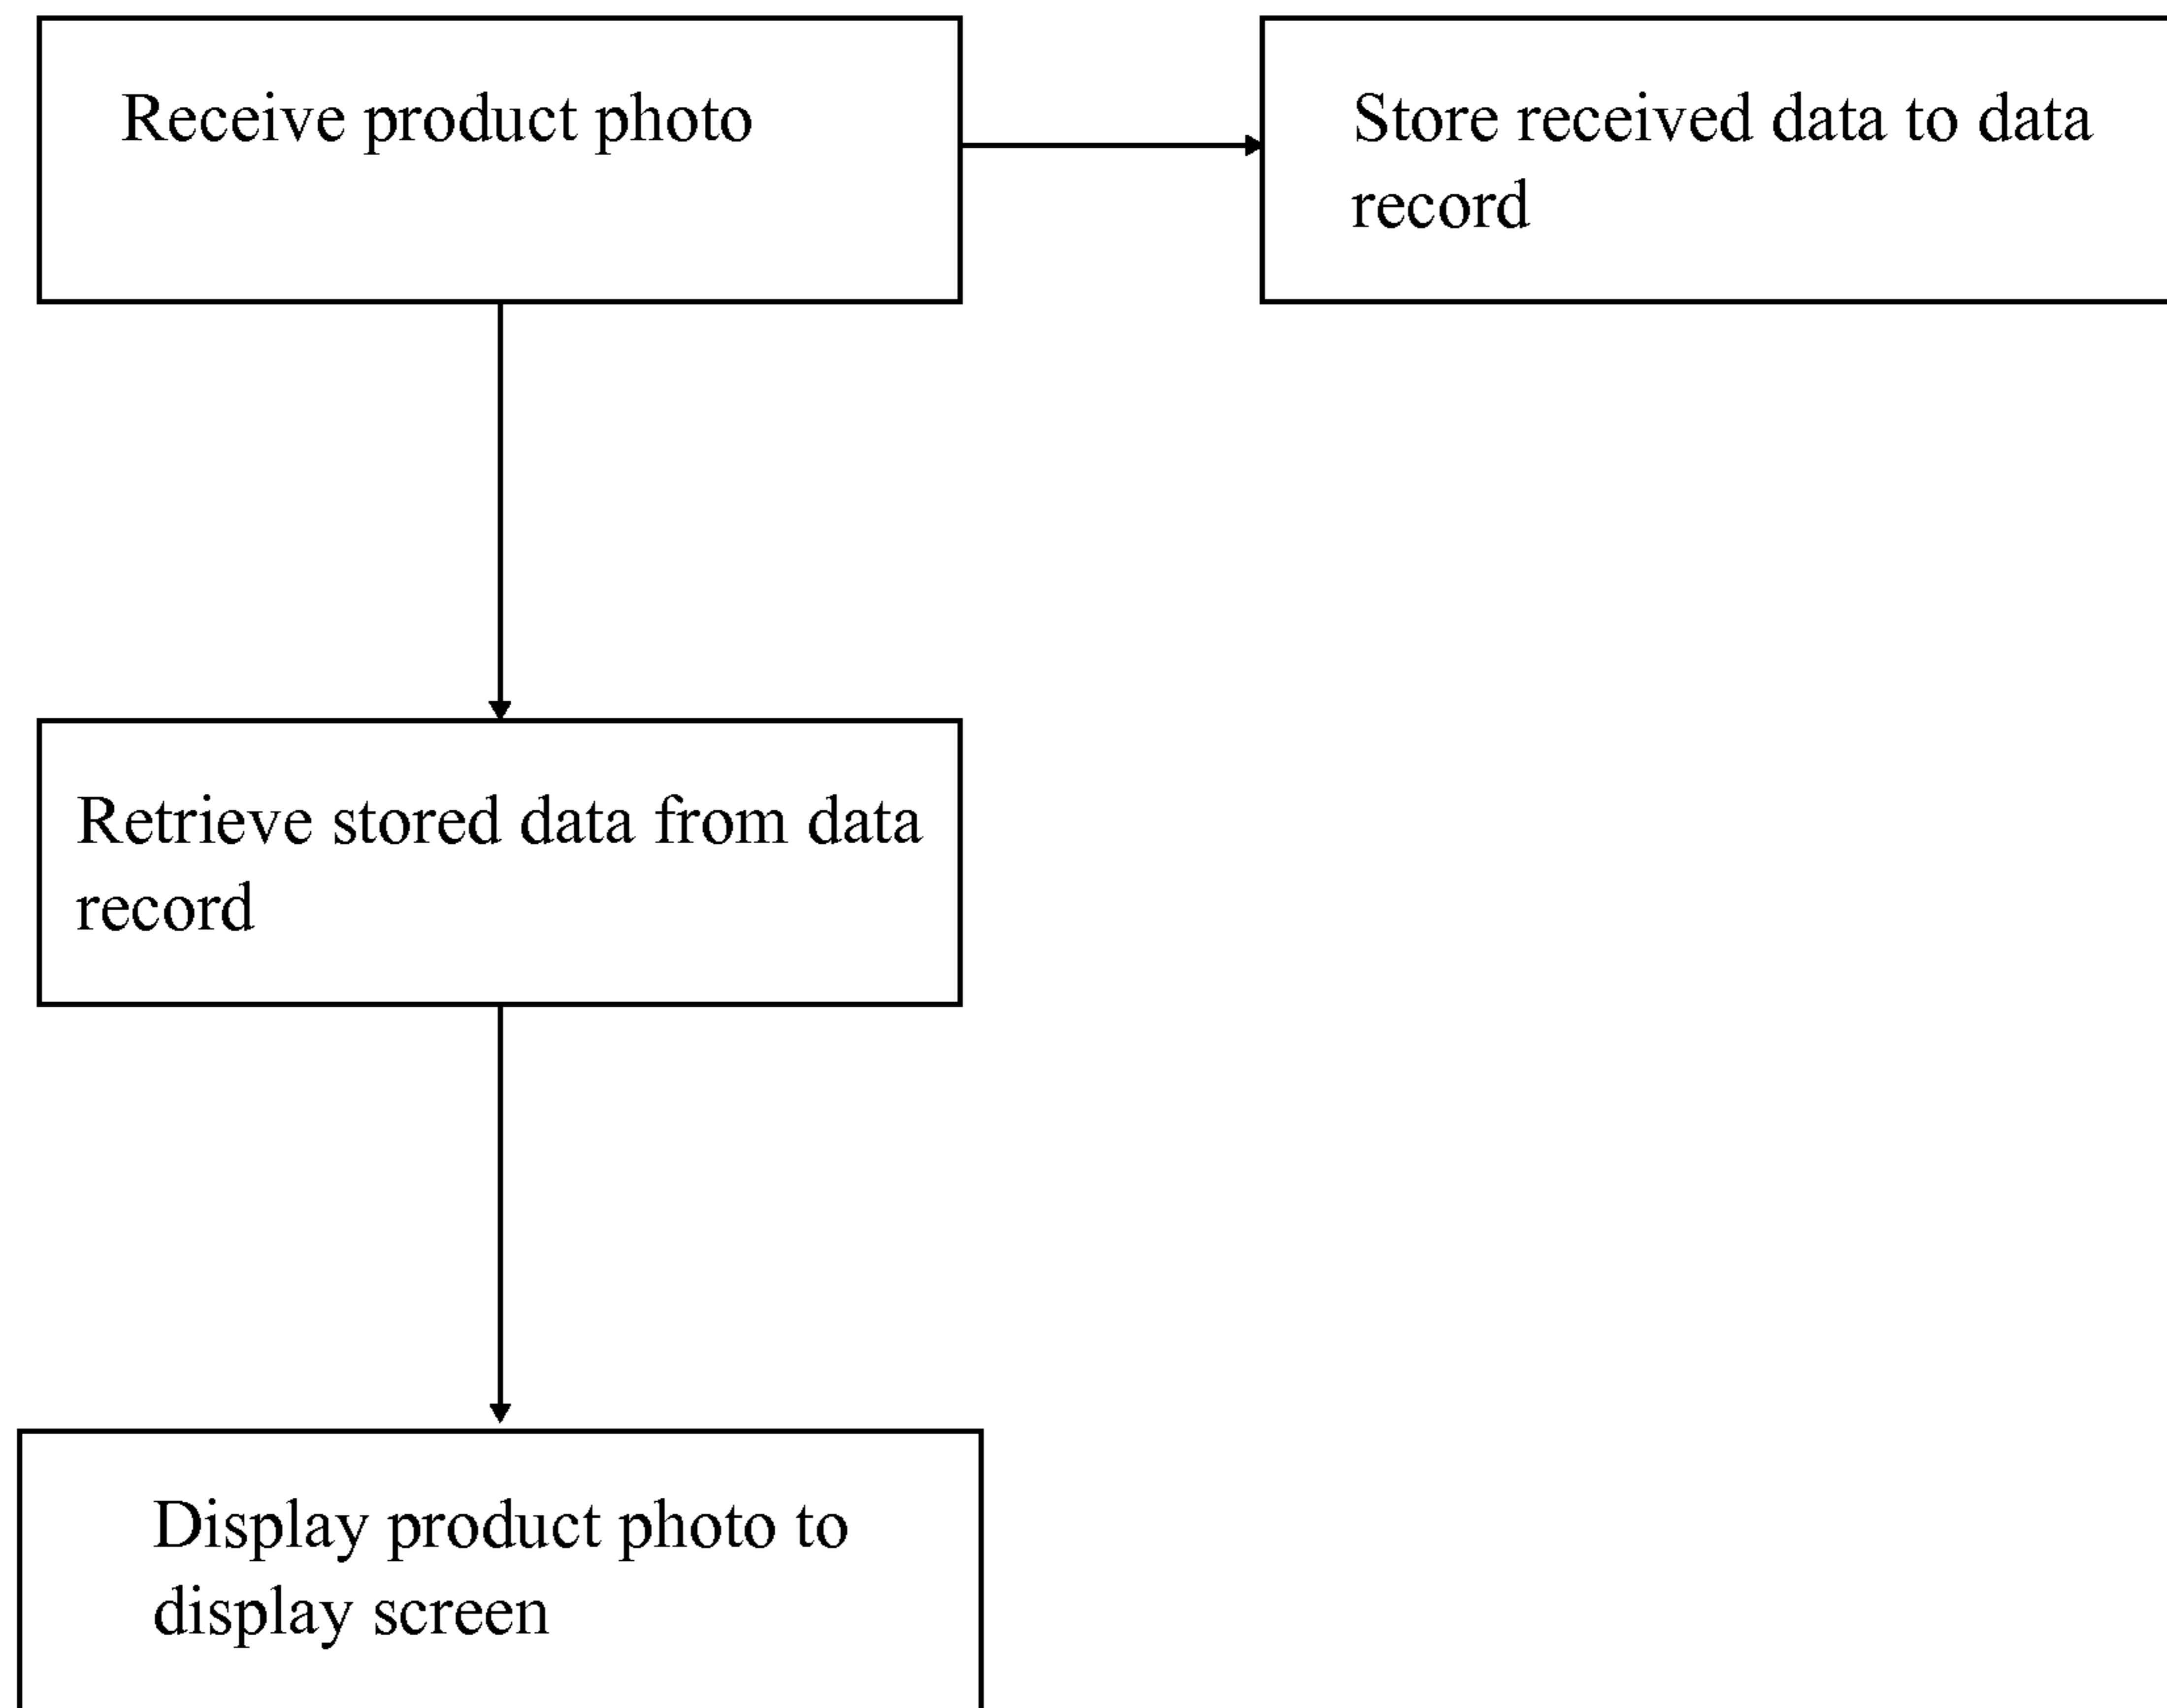 Receive product photo
Store received data to data
record
Retrieve stored data from data
record
Display product photo to
display screen